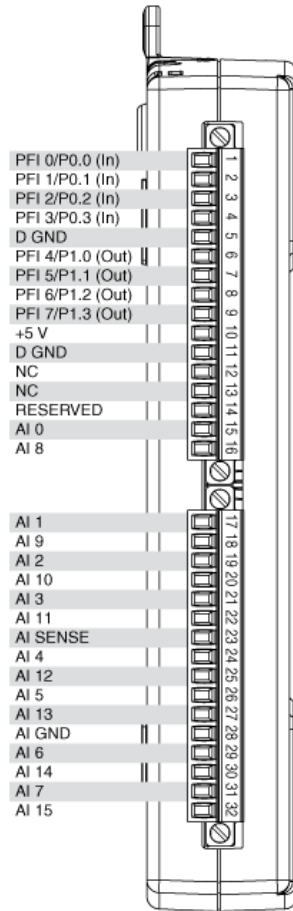 PFI 0/P0.0 (In) 1
PFI 1/P0.1 (In) 2
PFI 2/P0.2 (In) 3
PFI 3/P0.3 (In) 4
D GND 5
PFI 4/P1.0 (Out) 6
PFI 5/P1.1 (Out) 7
PFI 6/P1.2 (Out) 8
PFI 7/P1.3 (Out) 9
+5 V 10
D GND 11
NC 12
NC 13
RESERVED 14
AI 0 15
AI 8 16
AI 1 17
AI 9 18
AI 2 19
AI 10 20
AI 3 21
AI 11 22
AI SENSE 23
AI 4 24
AI 12 25
AI 5 26
AI 13 27
AI GND 28
AI 6 29
AI 14 30
AI 7 31
AI 15 32